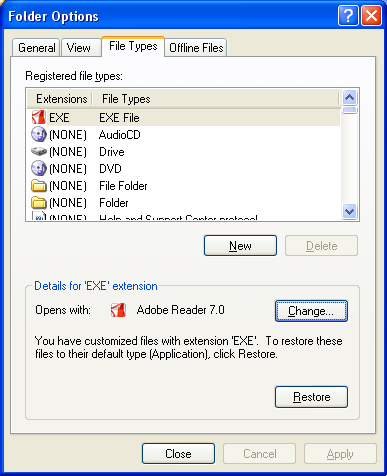 Folder Options
General View File Types Offline Files
Registered file types:
Extensions File Types
EXE EXE File
(NONE) AudioCD
(NONE) Drive
(NONE) DVD
(NONE) File Folder
(NONE) Folder
(NONE) Help and Support Center protocol
New Delete
Details for 'EXE' extension
Opens with: Adobe Reader 7.0 Change...
You have customized files with extension 'EXE'. To restore these
files to their default type (Application), click Restore.
Restore
Close Cancel Apply